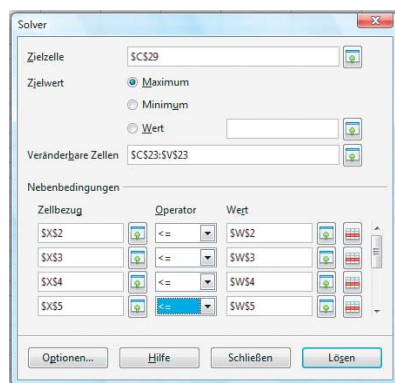 Solver
Zielzelle $C$29
Zielwert Maximum
Minimum
Wert
Veränderbare Zellen $C$23:$V$23
Nebenbedingungen
Zellbezug Operator Wert
$X$2 <= $W$2
$X$3 <= $W$3
$X$4 <= $W$4
$X$5 <= $W$5
Optionen... Hilfe Schließen Lösen